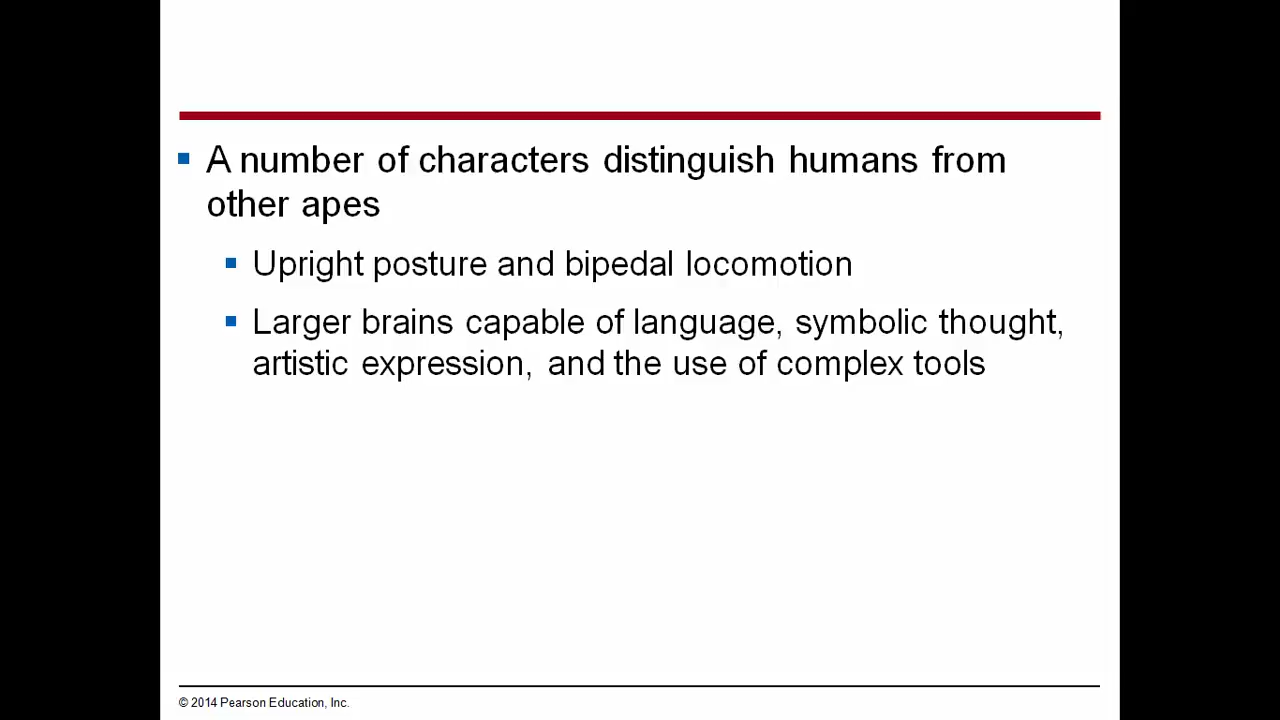 A number of characters distinguish humans from
other apes
Upright posture and bipedal locomotion
Larger brains capable of language, symbolic thought,
artistic expression, and the use of complex tools
© 2014 Pearson Education, Inc.